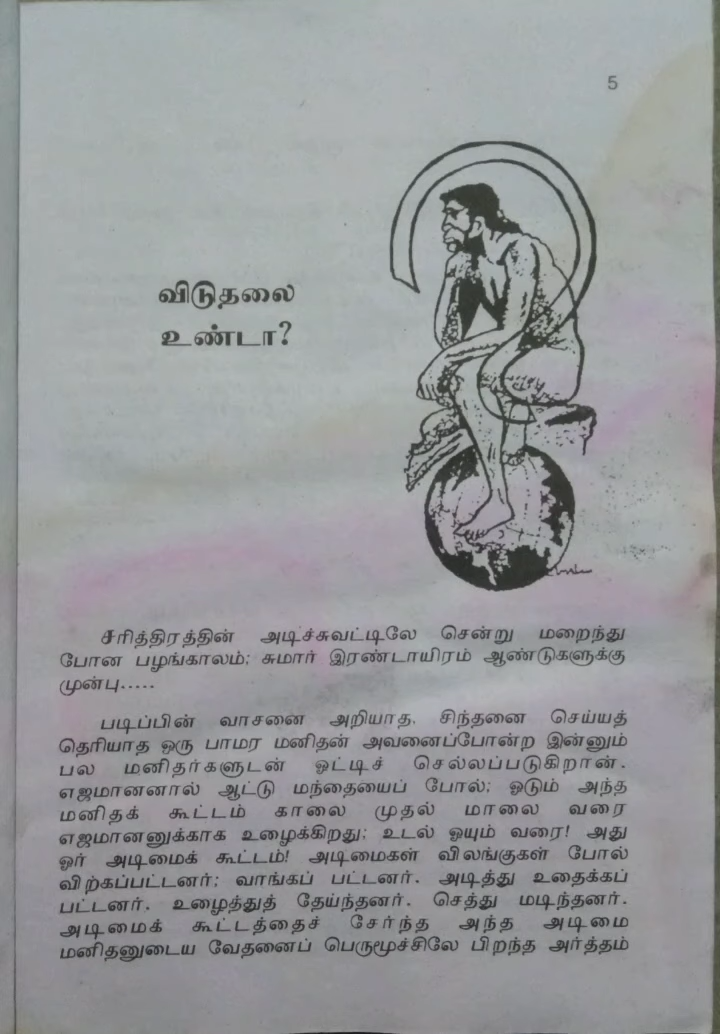 5
விடுதலை
உண்டா?
சரித்திரத்தின் அடிச்சுவட்டிலே சென்று மறைந்து
போன பழங்காலம்; சுமார் இரண்டாயிரம் ஆண்டுகளுக்கு
முன்பு.....
படிப்பின் வாசனை அறியாத, சிந்தனை செய்யத்
தெரியாத ஒரு பாமர மனிதன் அவனைப்போன்ற இன்னும்
பல மனிதர்களுடன் ஓட்டிச் செல்லப்படுகிறான்.
எஜமானனால் ஆட்டு மந்தையைப் போல்; ஓடும் அந்த
மனிதக் கூட்டம் காலை முதல் மாலை வரை
எஜமானனுக்காக உழைக்கிறது; உடல் ஓயும் வரை! அது
ஓர் அடிமைக் கூட்டம்! அடிமைகள் விலங்குகள் போல்
விற்கப்பட்டனர்; வாங்கப் பட்டனர். அடித்து உதைக்கப்
பட்டனர். உழைத்துத் தேய்ந்தனர். செத்து மடிந்தனர்.
அடிமைக் கூட்டத்தைச் சேர்ந்த அந்த அடிமை
மனிதனுடைய வேதனைப் பெருமூச்சிலே பிறந்த அர்த்தம்